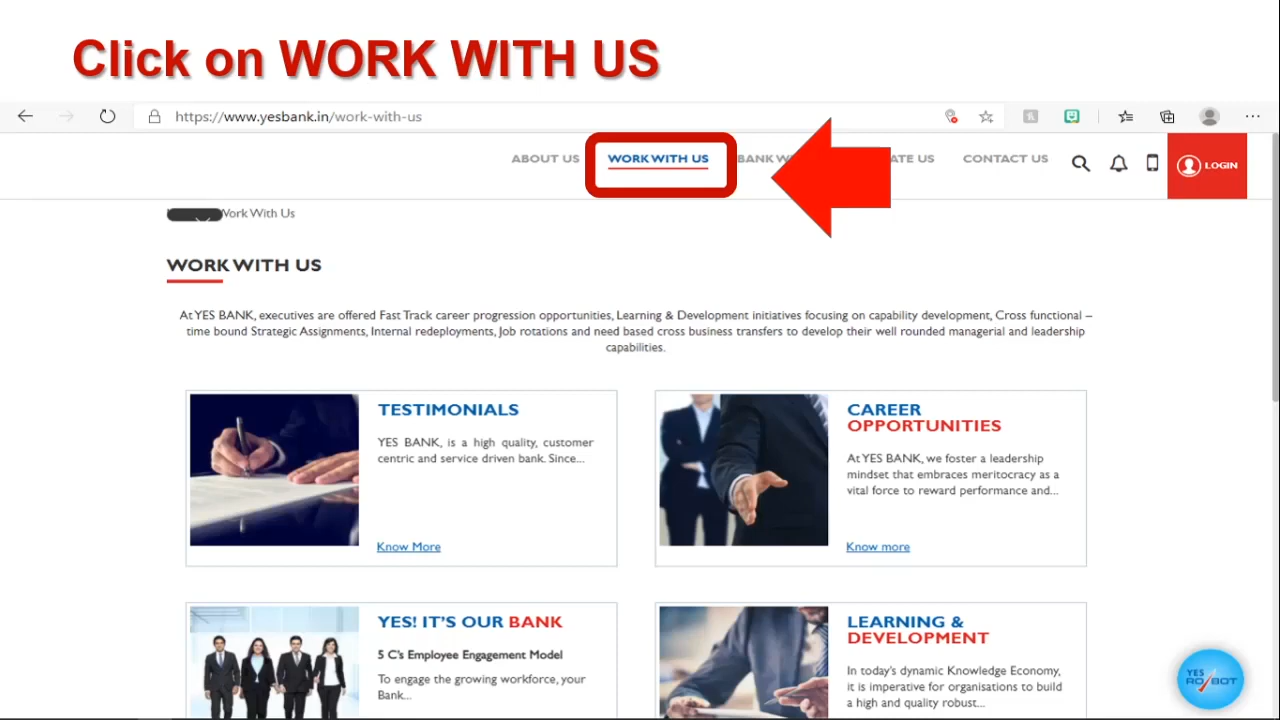 Click on WORK WITH US
https://www.yesbank.in/work-with-us
ABOUT US WORK WITH US BANK ATE US CONTACT US LOGIN
Work With Us
WORK WITH US
At YES BANK, executives are offered Fast Track career progression opportunities, Learning & Development initiatives focusing on capability development, Cross functional –
time bound Strategic Assignments, Internal redeployments, Job rotations and need based cross business transfers to develop their well rounded managerial and leadership
capabilities.
TESTIMONIALS
YES BANK, is a high quality, customer
centric and service driven bank. Since...
Know More
CAREER
OPPORTUNITIES
At YES BANK, we foster a leadership
mindset that embraces meritocracy as a
vital force to reward performance and...
Know more
YES! IT'S OUR BANK
5 C's Employee Engagement Model
To engage the growing workforce, your
Bank...
LEARNING &
DEVELOPMENT
In today's dynamic Knowledge Economy,
it is imperative for organisations to build
a high and quality robust...
YES
RO/BOT